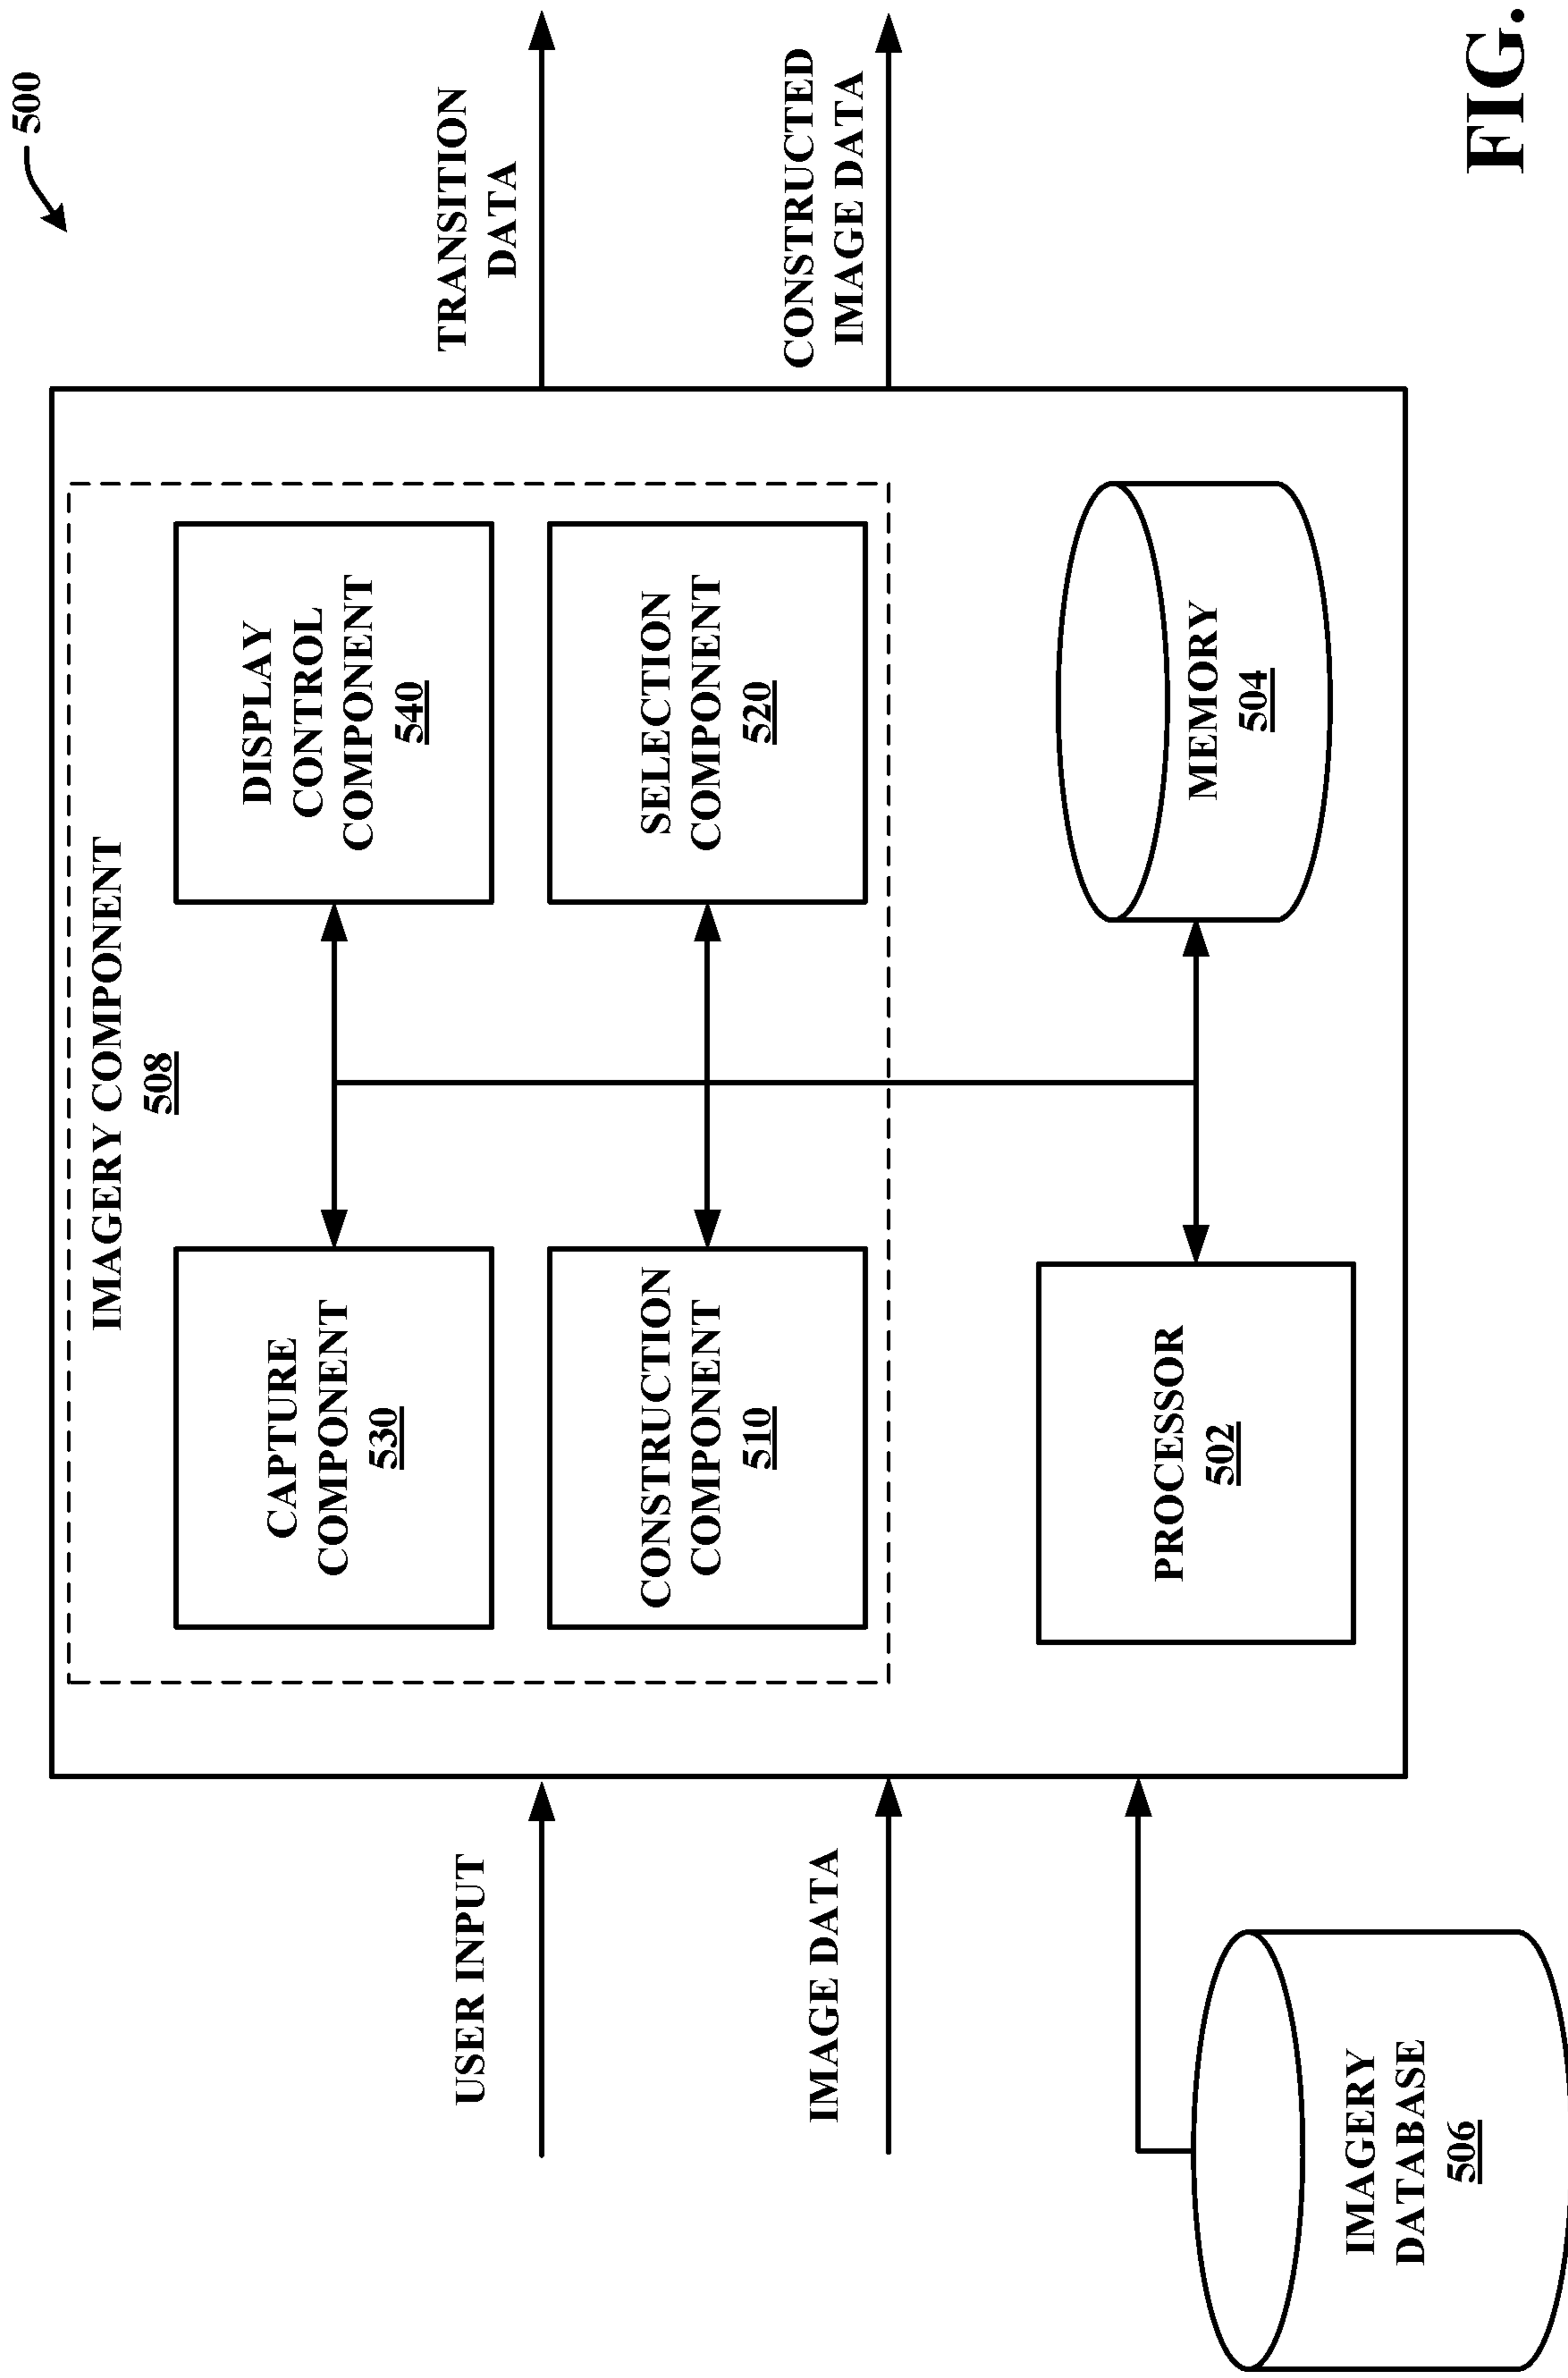 500
IMAGERY COMPONENT
508
CAPTURE
COMPONENT
530
DISPLAY
CONTROL
COMPONENT
540
USER INPUT
TRANSITION
DATA
CONSTRUCTION
COMPONENT
510
SELECTION
COMPONENT
520
IMAGE DATA
CONSTRUCTED
IMAGE DATA
PROCESSOR
502
MEMORY
504
IMAGERY
DATABASE
506
FIG.